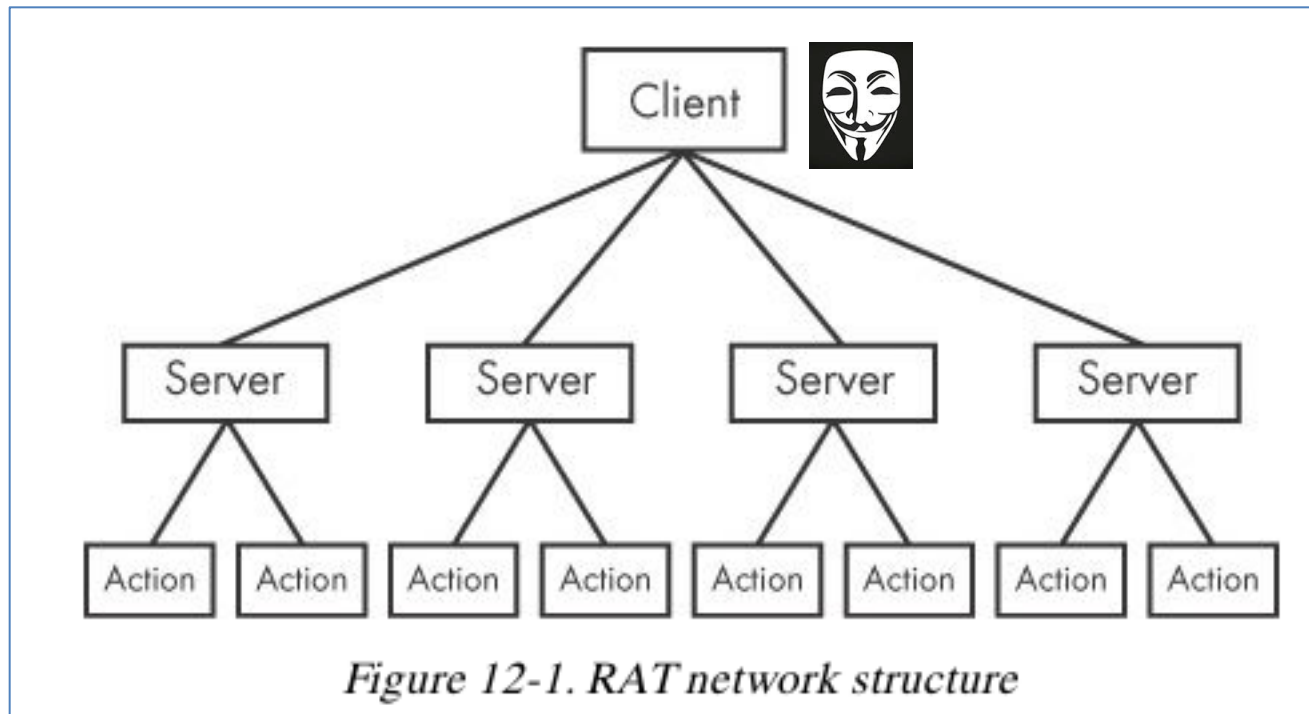 Client
Server Server Server Server
Action Action Action Action Action Action Action Action
Figure 12-1. RAT network structure